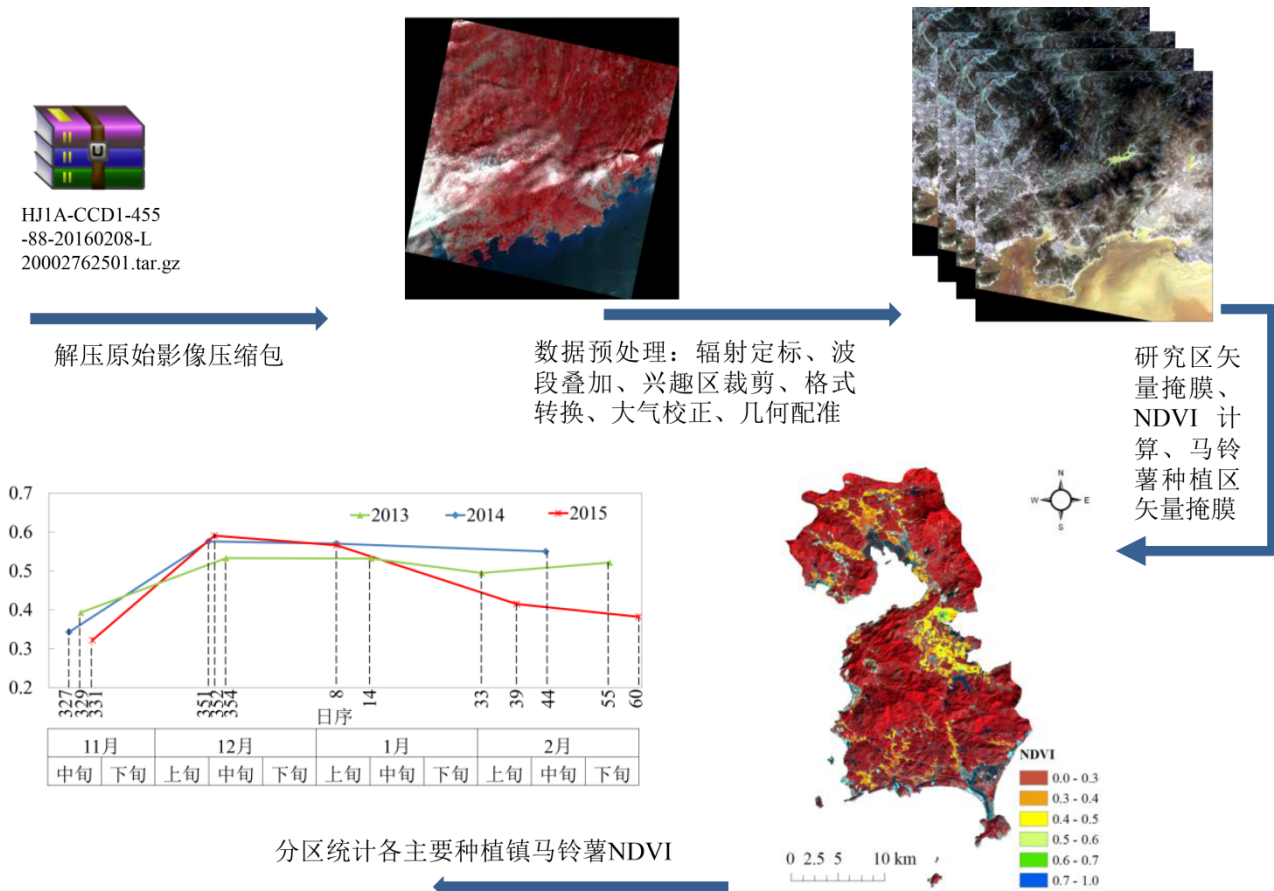 HJ1A-CCD1-455
-88-20160208-L
20002762501.tar.gz
解压原始影像压缩包
数据预处理：辐射定标、波
段叠加、兴趣区裁剪、格式
转换、大气校正、几何配准
研究区矢
量掩膜、
NDVI 计
算、马铃
薯种植区
矢量掩膜
0.7
0.6
0.5
0.4
0.3
0.2
2013 2014 2015
327 329 331 351 352 354 8 14 33 39 44 55 60
日序
11月 12月 1月 2月
中旬 下旬 上旬 中旬 下旬 上旬 中旬 下旬 上旬 中旬 下旬
N
W E
S
NDVI
0.0 - 0.3
0.3 - 0.4
0.4 - 0.5
0.5 - 0.6
0.6 - 0.7
0.7 - 1.0
0 2.5 5 10 km
分区统计各主要种植镇马铃薯NDVI